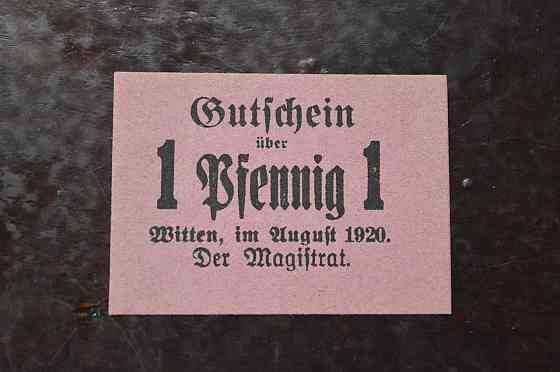 Gutschein
über
1 Pfennig 1
Witten, im August 1920.
Der Magistrat.